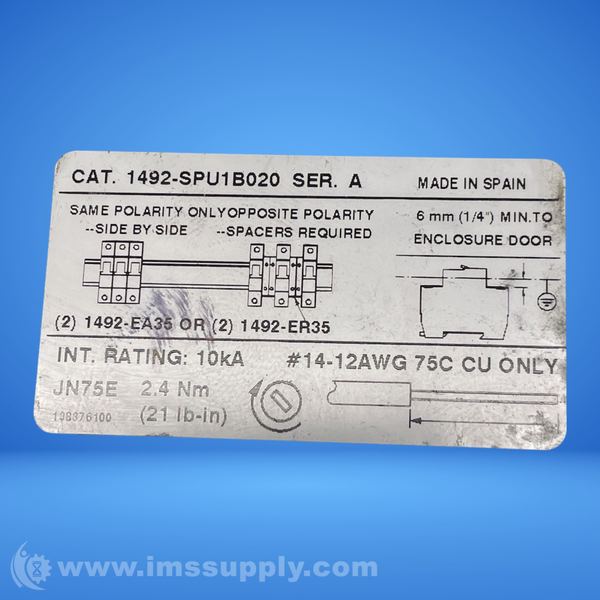 CAT. 1492-SPU1B020 SER. A MADE IN SPAIN
SAME POLARITY ONLY OPPOSITE POLARITY
--SIDE BY SIDE --SPACERS REQUIRED
6 mm (1/4") MIN.TO
ENCLOSURE DOOR
(2) 1492-EA35 OR (2) 1492-ER35
INT. RATING: 10kA #14-12AWG 75C CU ONLY
JN75E 2.4 Nm
198376100 (21 lb-in)
www.imssupply.com